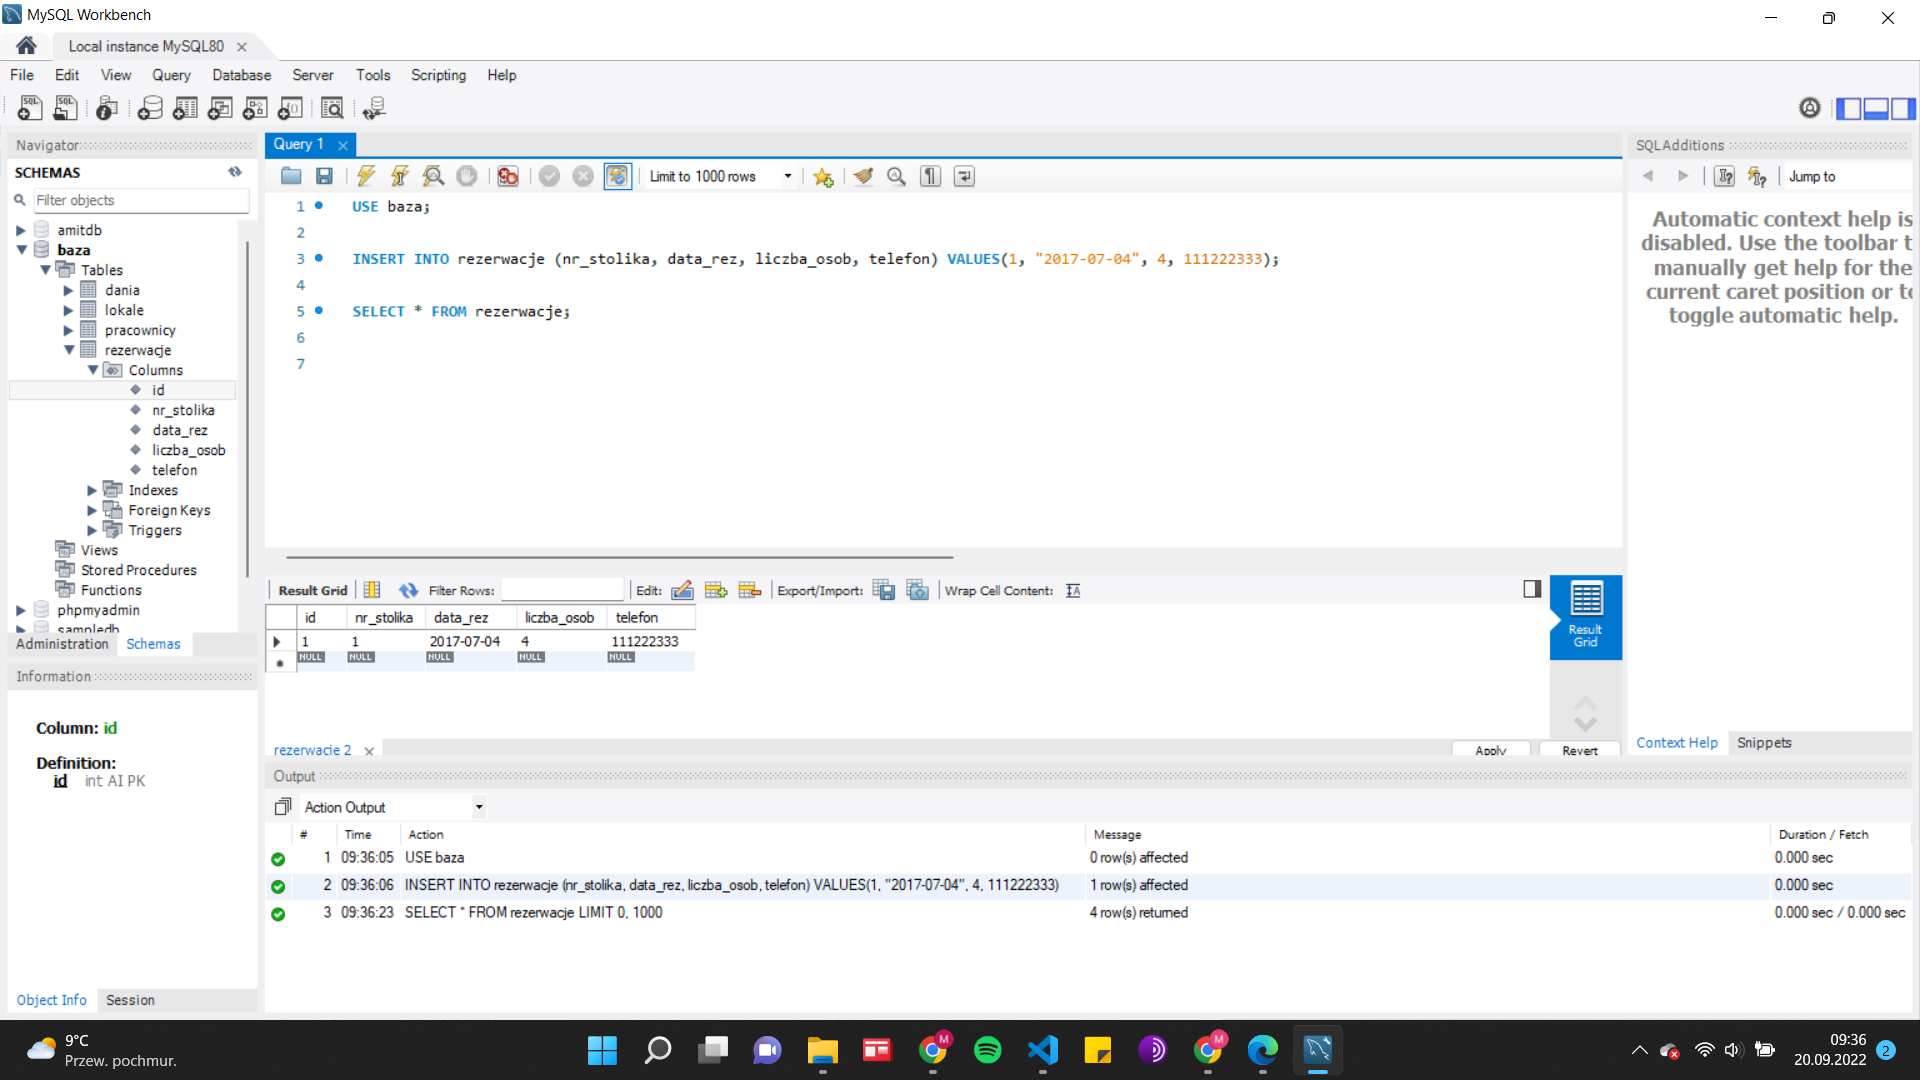 MySQL Workbench
Local instance MySQL80
File Edit View Query Database Server Tools Scripting Help
Navigator
SCHEMAS
Filter objects
amitdb
baza
Tables
dania
lokale
pracownicy
rezerwacje
Columns
id
nr_stolika
data_rez
liczba_osob
telefon
Indexes
Foreign Keys
Triggers
Views
Stored Procedures
Functions
phpmyadmin
sampledb
Administration Schemas
Information
Column: id
Definition:
id int AI PK
Object Info Session
Query 1
Limit to 1000 rows
1 USE baza;
2
3 INSERT INTO rezerwacje (nr_stolika, data_rez, liczba_osob, telefon) VALUES(1, "2017-07-04", 4, 111222333);
4
5 SELECT * FROM rezerwacje;
6
7
Result Grid Filter Rows: Edit: Export/Import: Wrap Cell Content:
id nr_stolika data_rez liczba_osob telefon
1 1 2017-07-04 4 111222333
NULL NULL NULL NULL NULL
Result
Grid
rezerwacje 2
Apply Revert
SQLAdditions
Jump to
Automatic context help is
disabled. Use the toolbar t
manually get help for the
current caret position or to
toggle automatic help.
Context Help Snippets
Output
Action Output
# Time Action Message Duration / Fetch
1 09:36:05 USE baza 0 row(s) affected 0.000 sec
2 09:36:06 INSERT INTO rezerwacje (nr_stolika, data_rez, liczba_osob, telefon) VALUES(1, "2017-07-04", 4, 111222333) 1 row(s) affected 0.000 sec
3 09:36:23 SELECT * FROM rezerwacje LIMIT 0, 1000 4 row(s) returned 0.000 sec / 0.000 sec
9°C
Przew. pochmur.
09:36
20.09.2022
2